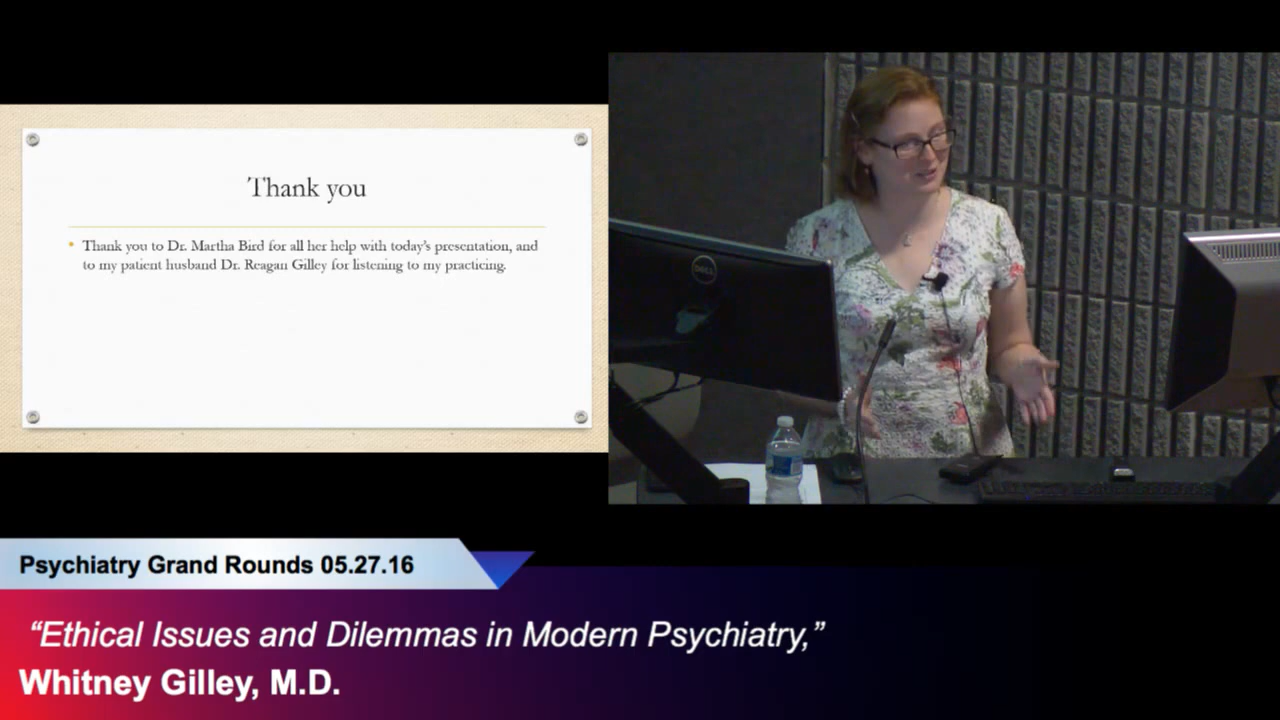 Thank you
Thank you to Dr. Martha Bird for all her help with today's presentation, and
to my patient husband Dr. Reagan Gilley for listening to my practicing.
DELL
Psychiatry Grand Rounds 05.27.16
“Ethical Issues and Dilemmas in Modern Psychiatry,”
Whitney Gilley, M.D.